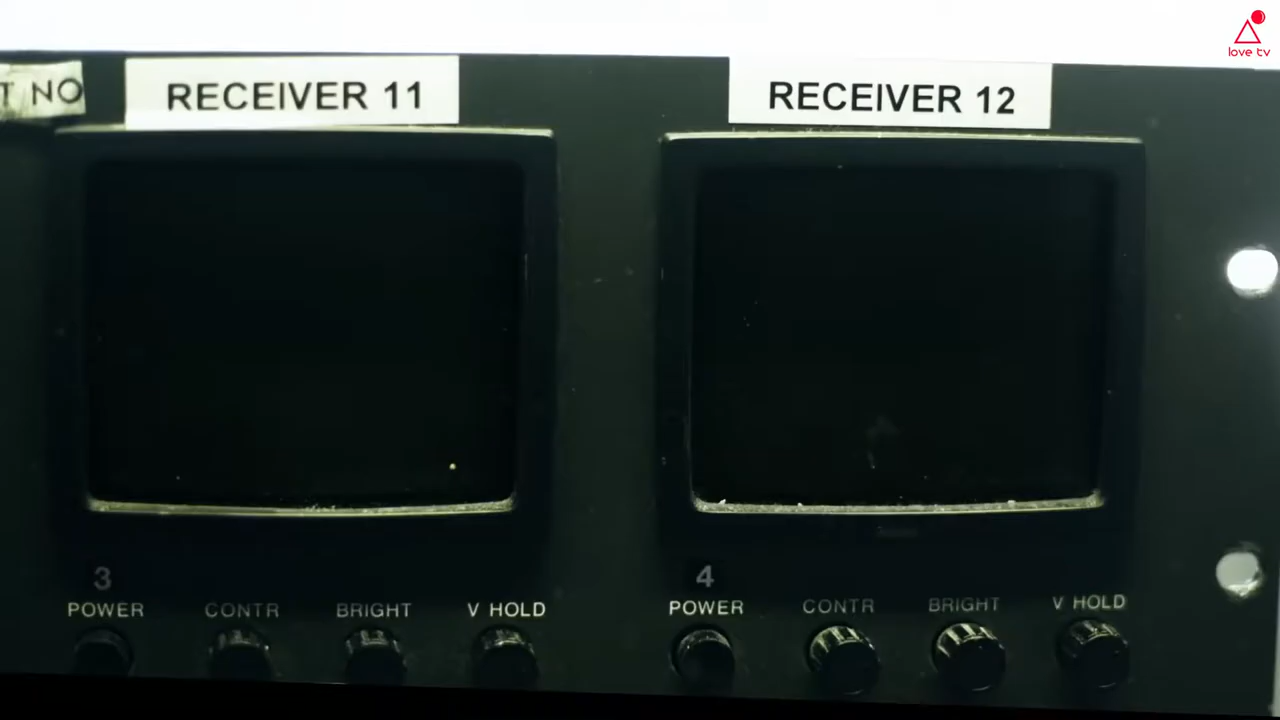 love tv
T NO
RECEIVER 11
RECEIVER 12
3
4
POWER CONTR BRIGHT V HOLD
POWER CONTR BRIGHT V HOLD